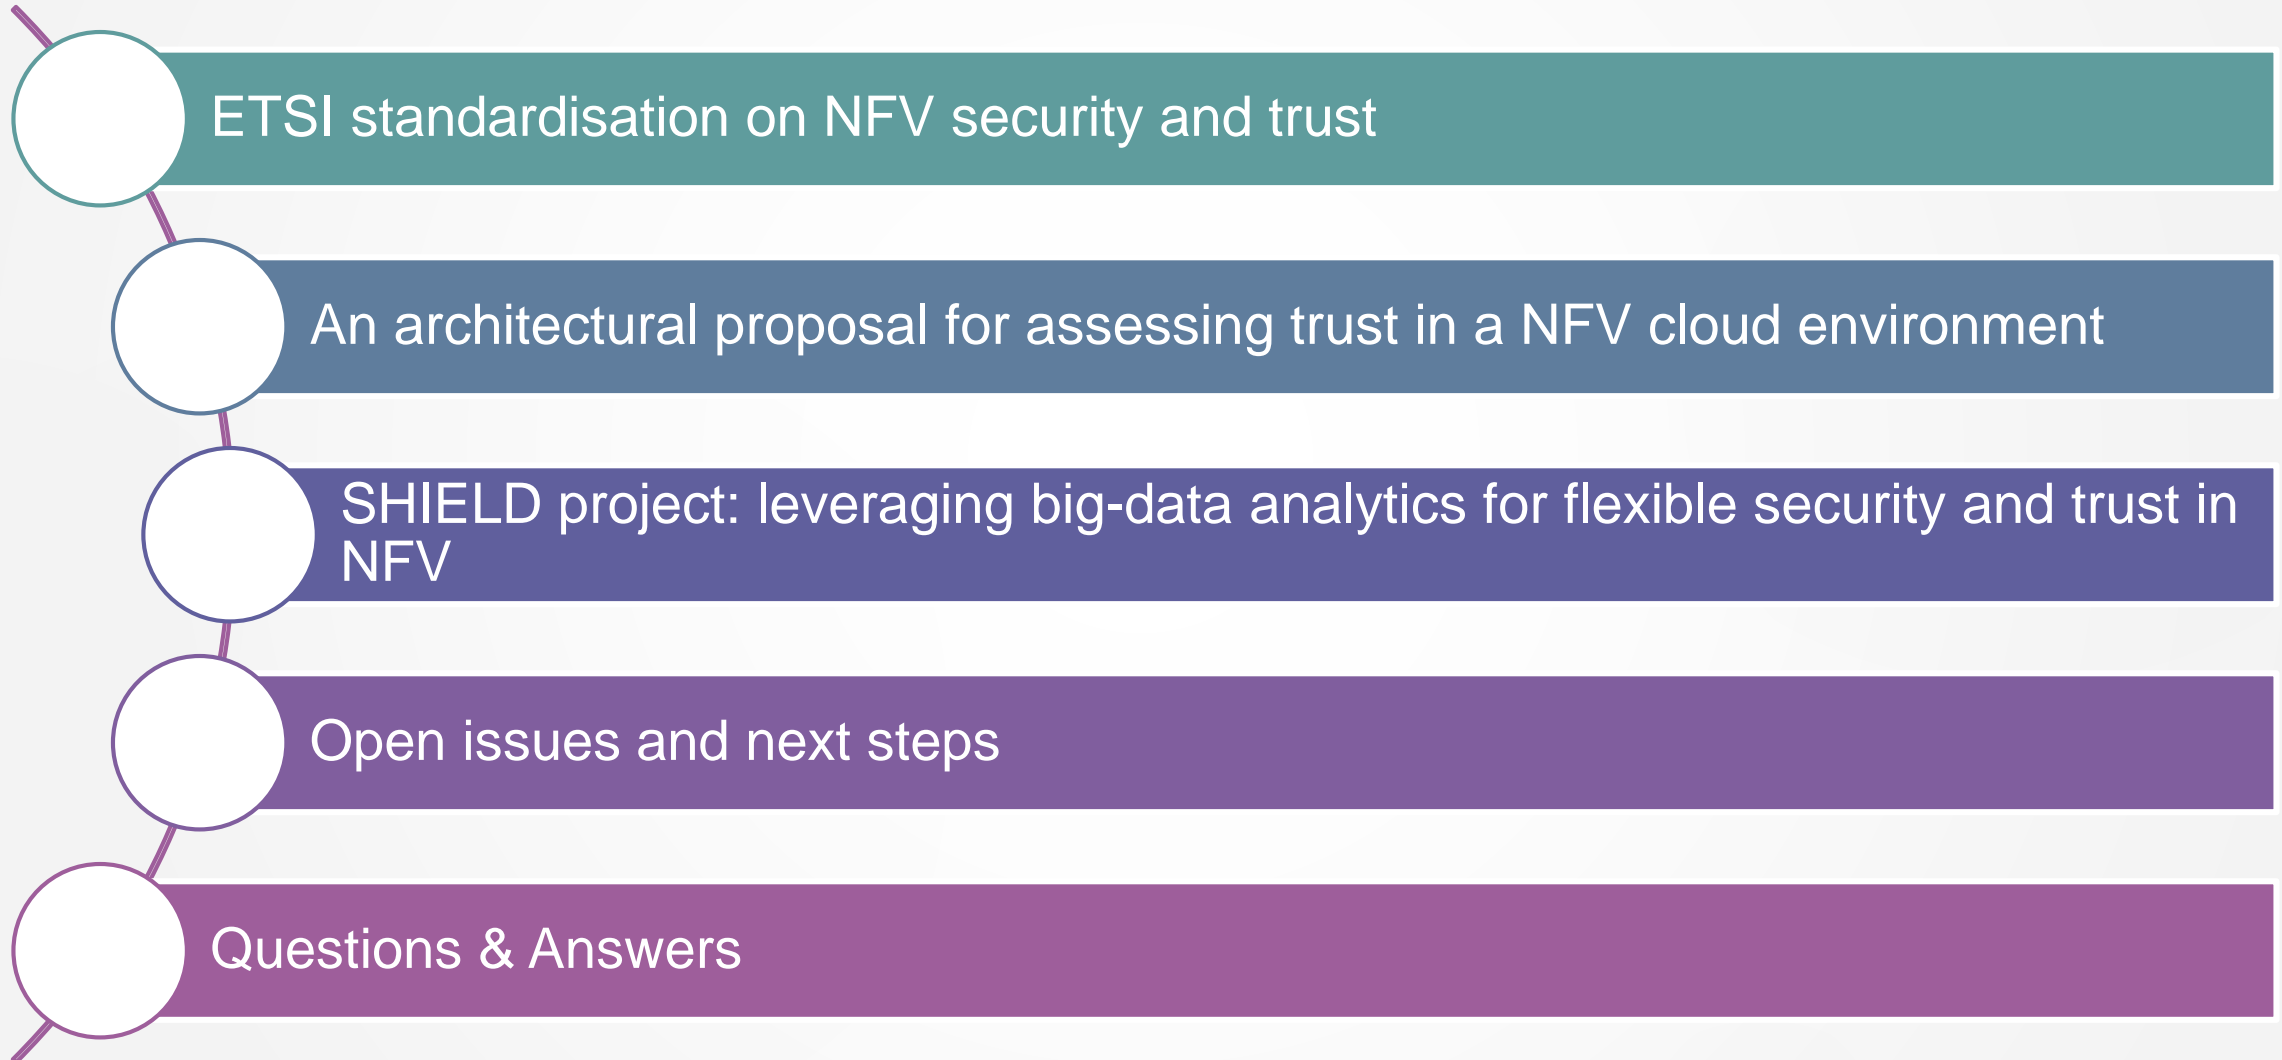 ETSI standardisation on NFV security and trust
An architectural proposal for assessing trust in a NFV cloud environment
SHIELD project: leveraging big-data analytics for flexible security and trust in
NFV
Open issues and next steps
Questions & Answers